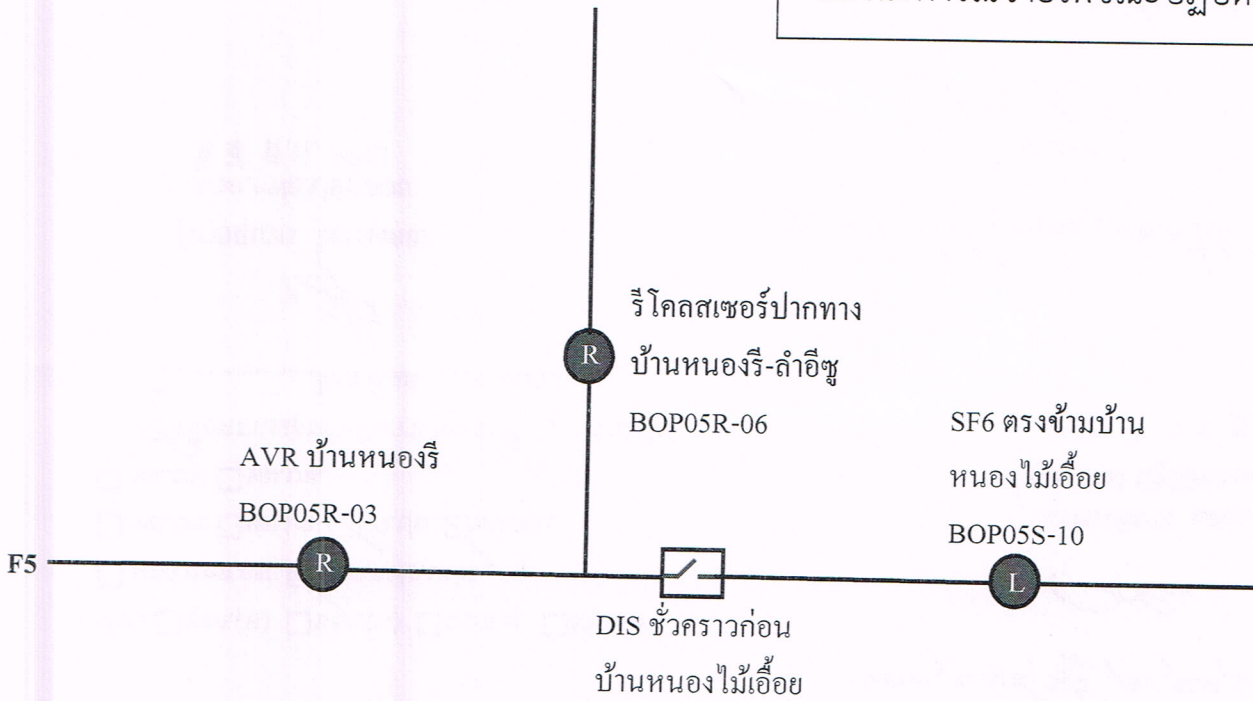 รีโคลสเซอร์ปากทาง
R
บ้านหนองรี-ลำอีซู
BOP05R-06
SF6 ตรงข้ามบ้าน
หนองไม้เอื้อย
BOP05S-10
AVR บ้านหนองรี
BOP05R-03
F5
R
L
DIS ชั่วคราวก่อน
บ้านหนองไม้เอื้อย